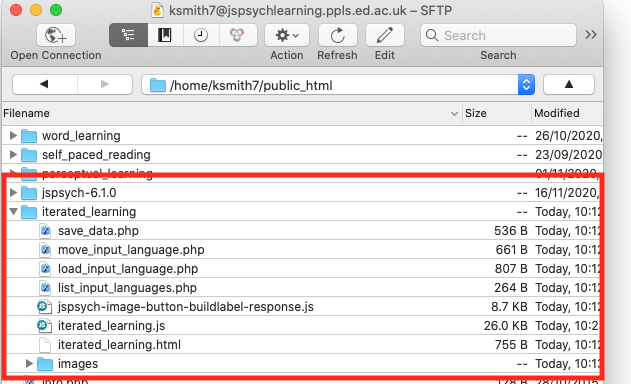 ksmith7@jspsychlearning.ppls.ed.ac.uk – SFTP
Open Connection Action Refresh Edit Search Search
/home/ksmith7/public_html
Filename Size Modified
word_learning -- 26/10/2020,
self_paced_reading -- 23/09/2020
perceptual_learning -- 01/11/2020,
jspsych-6.1.0 -- 16/11/2020,
iterated_learning -- Today, 10:12
save_data.php 536 B Today, 10:12
move_input_language.php 661 B Today, 10:12
load_input_language.php 807 B Today, 10:12
list_input_languages.php 264 B Today, 10:12
jspsych-image-button-buildlabel-response.js 8.7 KB Today, 10:12
iterated_learning.js 26.0 KB Today, 10:2
iterated_learning.html 755 B Today, 10:12
images -- Today, 10:13
info.php 128 B 28/10/2015,